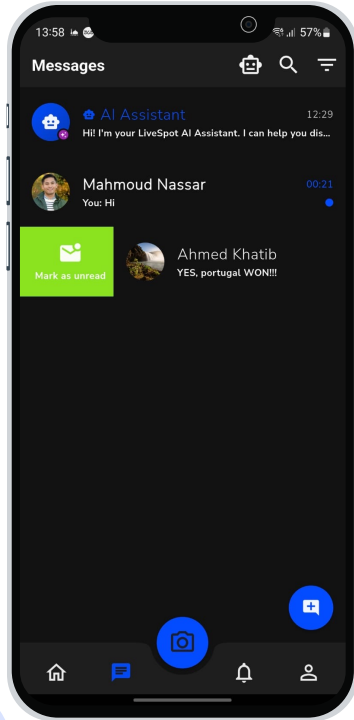 13:58
57%
Messages
AI Assistant 12:29
Hi! I'm your LiveSpot AI Assistant. I can help you dis...
Mahmoud Nassar 00:21
You: Hi
Ahmed Khatib
Mark as unread YES, portugal WON!!!